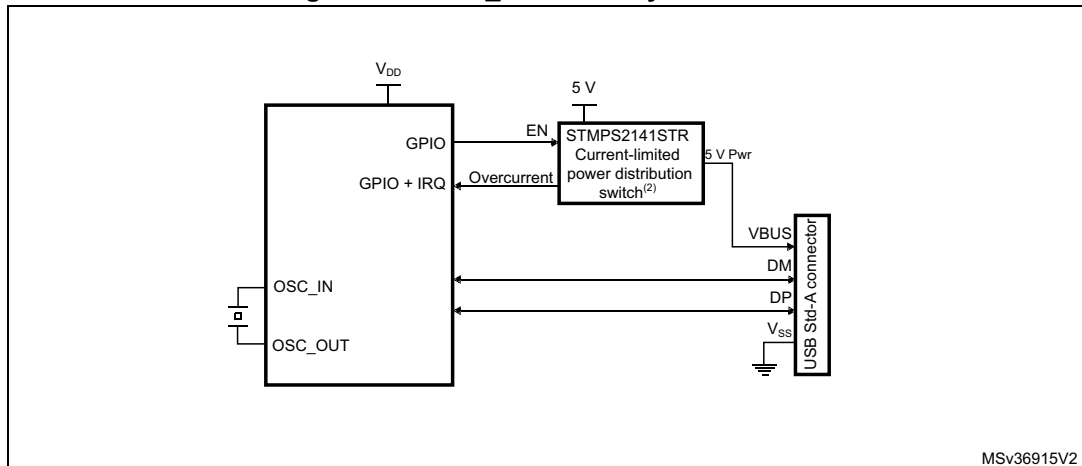 V_DD
5 V
GPIO
EN
STMPS2141STR
Current-limited
power distribution
switch(2)
5 V Pwr
GPIO + IRQ
Overcurrent
VBUS
DM
OSC_IN
DP
V_SS
OSC_OUT
USB Std-A connector
MSv36915V2